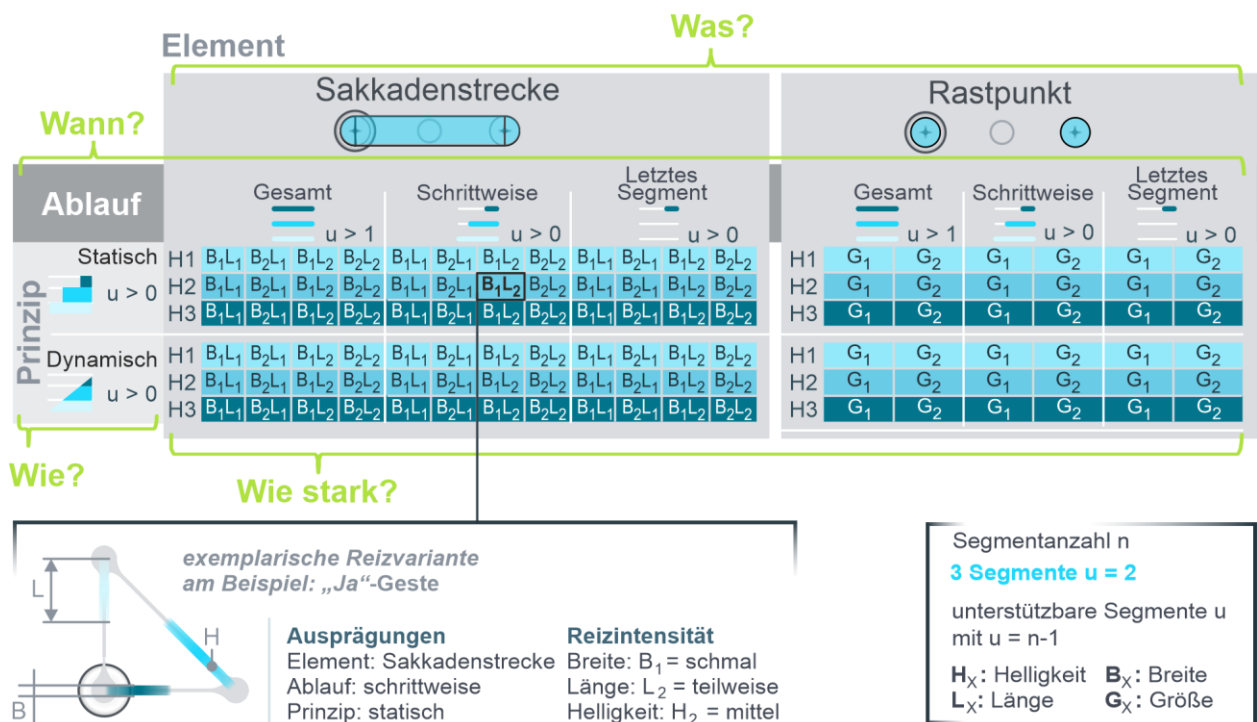 Element
Was?
Sakkadenstrecke
Rastpunkt
Wann?
Ablauf
Gesamt
u > 1
Schrittweise
u > 0
Letztes
Segment
u > 0
Gesamt
u > 1
Schrittweise
u > 0
Letztes
Segment
u > 0
Prinzip
Statisch
u > 0
H1 B₁L₁ B₂L₁ B₁L₂ B₂L₂ B₁L₁ B₂L₁ B₁L₂ B₂L₂ B₁L₁ B₂L₁ B₁L₂ B₂L₂ H1 G₁ G₂ G₁ G₂ G₁ G₂
H2 B₁L₁ B₂L₁ B₁L₂ B₂L₂ B₁L₁ B₂L₁ B₁L₂ B₂L₂ B₁L₁ B₂L₁ B₁L₂ B₂L₂ H2 G₁ G₂ G₁ G₂ G₁ G₂
H3 B₁L₁ B₂L₁ B₁L₂ B₂L₂ B₁L₁ B₂L₁ B₁L₂ B₂L₂ B₁L₁ B₂L₁ B₁L₂ B₂L₂ H3 G₁ G₂ G₁ G₂ G₁ G₂
Dynamisch
u > 0
H1 B₁L₁ B₂L₁ B₁L₂ B₂L₂ B₁L₁ B₂L₁ B₁L₂ B₂L₂ B₁L₁ B₂L₁ B₁L₂ B₂L₂ H1 G₁ G₂ G₁ G₂ G₁ G₂
H2 B₁L₁ B₂L₁ B₁L₂ B₂L₂ B₁L₁ B₂L₁ B₁L₂ B₂L₂ B₁L₁ B₂L₁ B₁L₂ B₂L₂ H2 G₁ G₂ G₁ G₂ G₁ G₂
H3 B₁L₁ B₂L₁ B₁L₂ B₂L₂ B₁L₁ B₂L₁ B₁L₂ B₂L₂ B₁L₁ B₂L₁ B₁L₂ B₂L₂ H3 G₁ G₂ G₁ G₂ G₁ G₂
Wie?
Wie stark?
exemplarische Reizvariante
am Beispiel: „Ja“-Geste
L
H
B
Ausprägungen
Element: Sakkadenstrecke
Ablauf: schrittweise
Prinzip: statisch
Reizintensität
Breite: B₁ = schmal
Länge: L₂ = teilweise
Helligkeit: H₂ = mittel
Segmentanzahl n
3 Segmente u = 2
unterstützbare Segmente u
mit u = n-1
Hₓ: Helligkeit Bₓ: Breite
Lₓ: Länge Gₓ: Größe